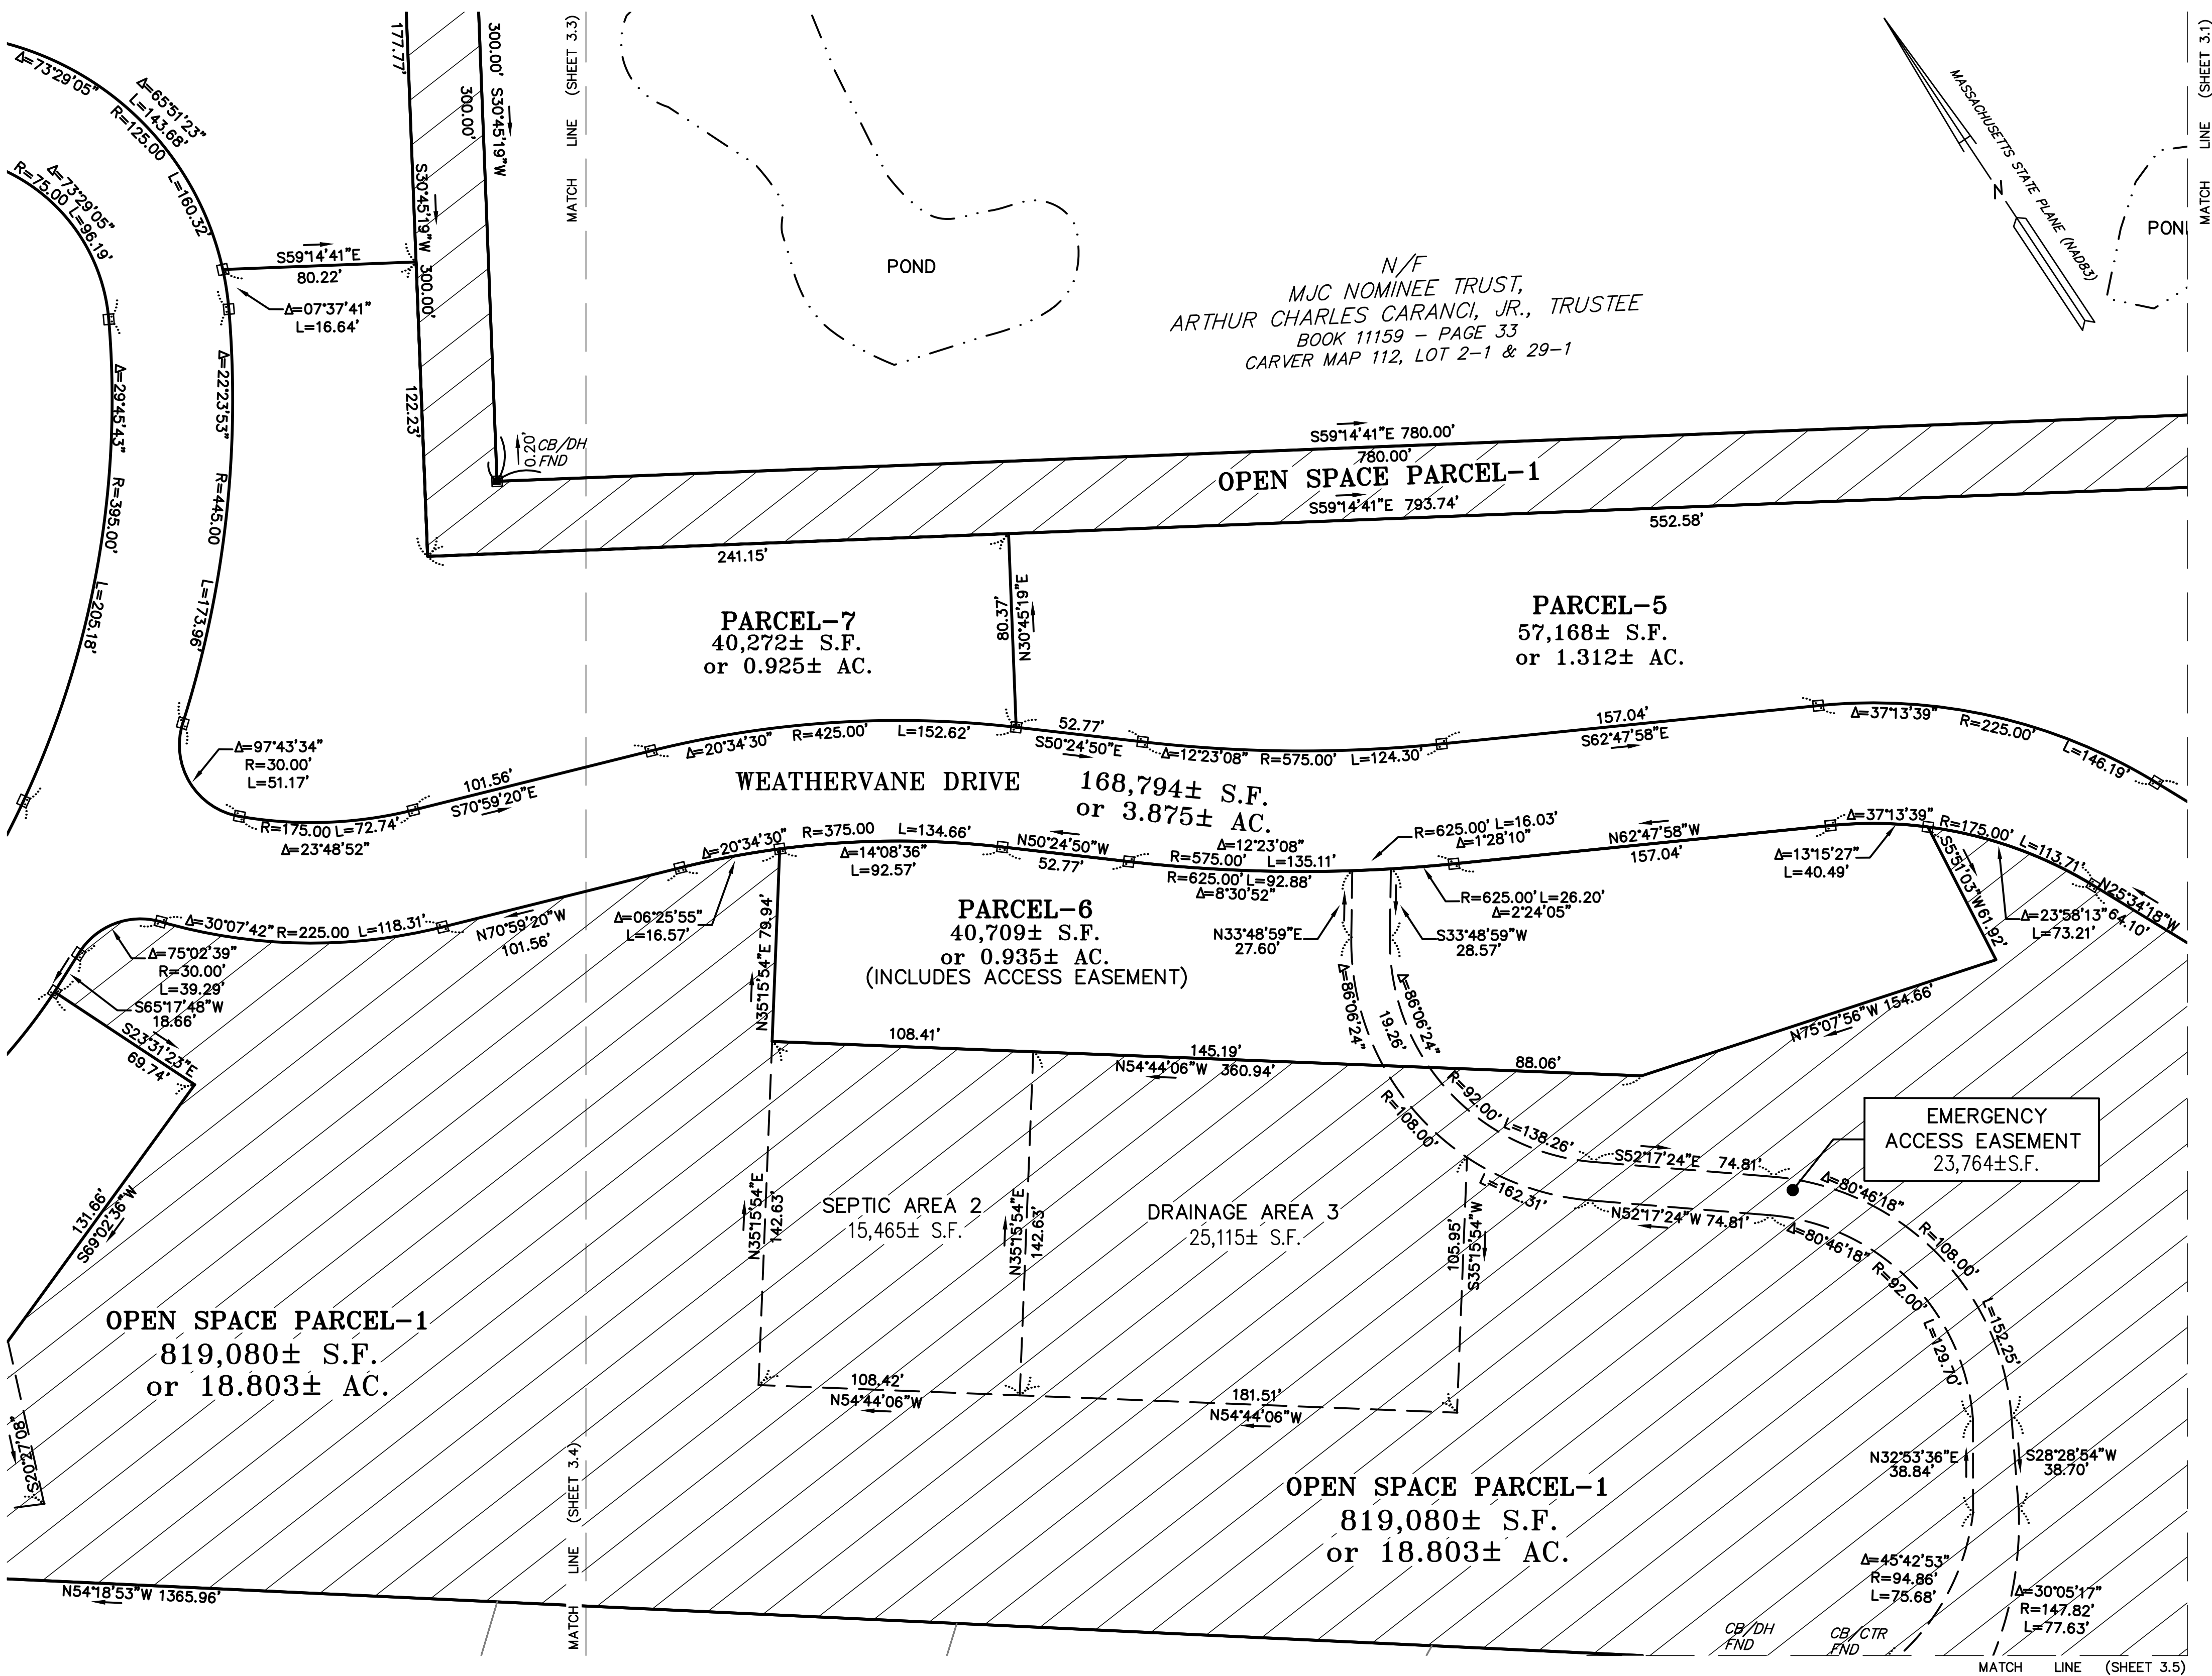 177.77'
300.00' S30°45'19"W
300.00'
MATCH LINE (SHEET 3.3)
MATCH LINE (SHEET 3.1)
Δ=73°29'05" R=125.00 L=160.32'
Δ=65°51'23"
L=143.68'
Δ=73°29'05"
R=75.00 L=96.19'
S30°45'19"W 300.00'
S59°14'41"E
80.22'
Δ=07°37'41"
L=16.64'
122.23'
Δ=29°45'43" R=395.00' L=205.18'
Δ=22°23'53" R=445.00 L=173.96'
0.20'
CB/DH
FND
POND
N/F
MJC NOMINEE TRUST,
ARTHUR CHARLES CARANCI, JR., TRUSTEE
BOOK 11159 – PAGE 33
CARVER MAP 112, LOT 2–1 & 29–1
MASSACHUSETTS STATE PLANE (NAD83)
N
S59°14'41"E 780.00'
780.00'
OPEN SPACE PARCEL–1
S59°14'41"E 793.74'
552.58'
241.15'
PARCEL–7
40,272± S.F.
or 0.925± AC.
80.37'
N30°45'19"E
PARCEL–5
57,168± S.F.
or 1.312± AC.
Δ=97°43'34"
R=30.00'
L=51.17'
R=175.00 L=72.74'
Δ=23°48'52"
101.56'
S70°59'20"E
Δ=20°34'30" R=425.00' L=152.62'
52.77'
S50°24'50"E
Δ=12°23'08" R=575.00' L=124.30'
157.04'
S62°47'58"E
Δ=37°13'39" R=225.00' L=146.19'
WEATHERVANE DRIVE
168,794± S.F.
or 3.875± AC.
Δ=20°34'30" R=375.00 L=134.66'
Δ=14°08'36"
L=92.57'
N50°24'50"W
52.77'
Δ=12°23'08"
R=575.00' L=135.11'
R=625.00' L=92.88'
Δ=8°30'52"
R=625.00' L=16.03'
Δ=1°28'10"
N62°47'58"W
157.04'
R=625.00' L=26.20'
Δ=2°24'05"
Δ=37°13'39" R=175.00' L=113.71'
Δ=13°15'27"
L=40.49'
S5°51'03"W 61.92'
Δ=23°58'13"
L=73.21'
N25°34'18"W
64.10'
Δ=30°07'42" R=225.00 L=118.31'
N70°59'20"W
101.56'
Δ=06°25'55"
L=16.57'
Δ=75°02'39"
R=30.00'
L=39.29'
S65°17'48"W
18.66'
S23°31'23"E
69.74'
N35°15'54"E 79.94'
PARCEL–6
40,709± S.F.
or 0.935± AC.
(INCLUDES ACCESS EASEMENT)
N33°48'59"E
27.60'
S33°48'59"W
28.57'
Δ=86°06'24"
19.26'
Δ=86°06'24"
108.41'
145.19'
N54°44'06"W 360.94'
88.06'
N75°07'56"W 154.66'
R=92.00' L=138.26'
R=108.00' L=162.31'
S52°17'24"E 74.81'
N52°17'24"W 74.81'
EMERGENCY
ACCESS EASEMENT
23,764±S.F.
Δ=80°46'18" R=108.00' L=152.25'
Δ=80°46'18" R=92.00' L=129.70'
131.66'
S69°02'36"W
N35°15'54"E
142.63'
SEPTIC AREA 2
15,465± S.F.
N35°15'54"E
142.63'
DRAINAGE AREA 3
25,115± S.F.
105.95'
S35°15'54"W
108.42'
N54°44'06"W
181.51'
N54°44'06"W
OPEN SPACE PARCEL–1
819,080± S.F.
or 18.803± AC.
S20°27'08"
MATCH LINE (SHEET 3.4)
OPEN SPACE PARCEL–1
819,080± S.F.
or 18.803± AC.
N32°53'36"E
38.84'
S28°28'54"W
38.70'
Δ=45°42'53"
R=94.86'
L=75.68'
Δ=30°05'17"
R=147.82'
L=77.63'
N54°18'53"W 1365.96'
CB/DH
FND
CB/CTR
FND
MATCH LINE (SHEET 3.5)